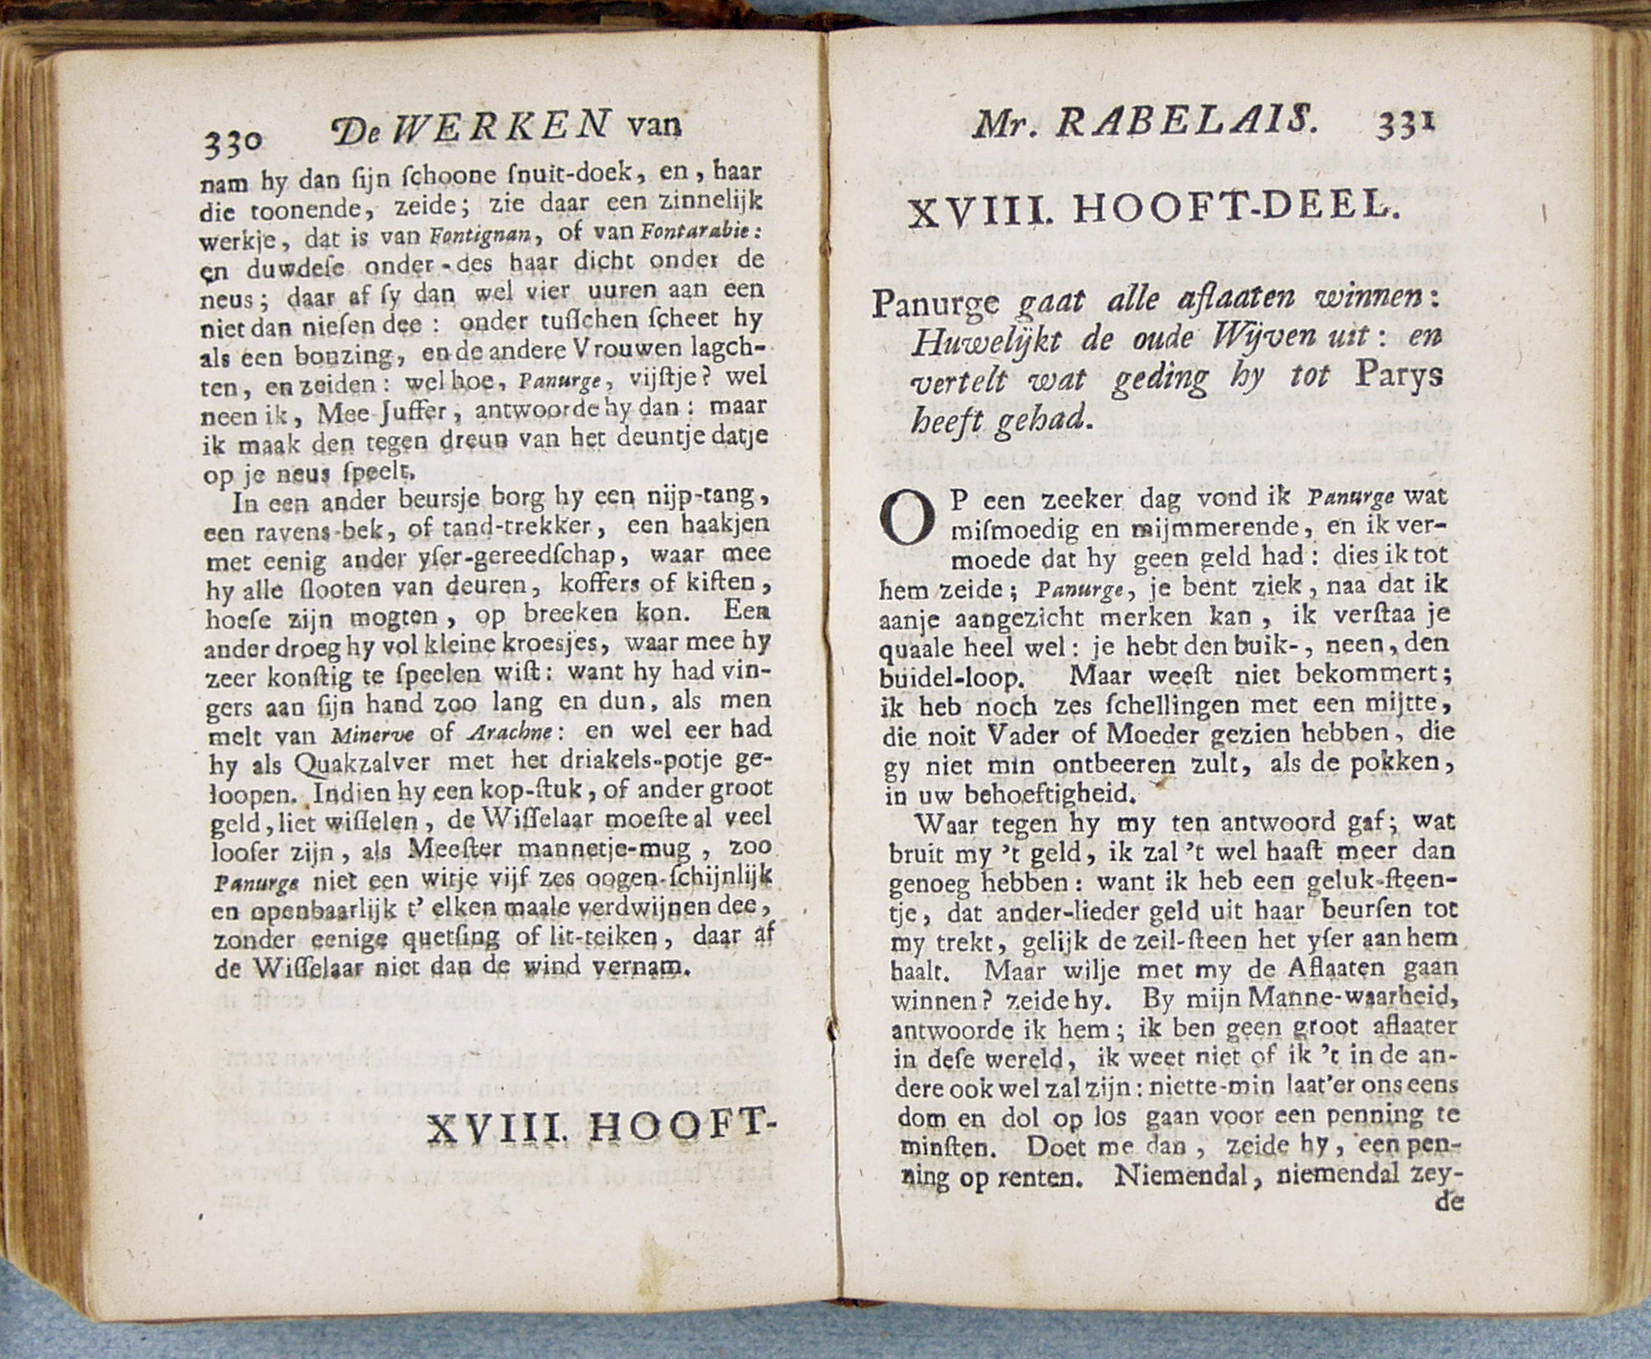 330 De WERKEN van
nam hy dan ſijn ſchoone ſnuit-doek, en, haar
die toonende, zeide; zie daar een zinnelijk
werkje, dat is van Fontignan, of van Fontarabie:
en duwdeſe onder-des haar dicht onder de
neus; daar af ſy dan wel vier uuren aan een
niet dan nieſen dee: onder tuſſchen ſcheet hy
als een bonzing, en de andere Vrouwen lagch-
ten, en zeiden: wel hoe, Panurge, vijſtje? wel
neen ik, Mee Juffer, antwoorde hy dan: maar
ik maak den tegen dreun van het deuntje datje
op je neus ſpeelt.
In een ander beursje borg hy een nijp-tang,
een ravens-bek, of tand-trekker, een haakjen
met eenig ander yſer-gereedſchap, waar mee
hy alle ſlooten van deuren, koffers of kiſten,
hoeſe zijn mogten, op breeken kon. Een
ander droeg hy vol kleine kroesjes, waar mee hy
zeer konſtig te ſpeelen wiſt: want hy had vin-
gers aan ſijn hand zoo lang en dun, als men
melt van Minerve of Arachne: en wel eer had
hy als Quakzalver met het driakels-potje ge-
loopen. Indien hy een kop-ſtuk, of ander groot
geld, liet wiſſelen, de Wiſſelaar moeſte al veel
looſer zijn, als Meeſter mannetje-mug, zoo
Panurge niet een witje vijf zes oogen-ſchijnlijk
en openbaarlijk t' elken maale verdwijnen dee,
zonder eenige quetſing of lit-teiken, daar af
de Wiſſelaar niet dan de wind vernam.
XVIII. HOOFT-
Mr. RABELAIS. 331
XVIII. HOOFT-DEEL.
Panurge gaat alle aflaaten winnen:
Huwelijkt de oude Wijven uit: en
vertelt wat geding hy tot Parys
heeft gehad.
OP een zeeker dag vond ik Panurge wat
miſmoedig en mijmmerende, en ik ver-
moede dat hy geen geld had: dies ik tot
hem zeide; Panurge, je bent ziek, naa dat ik
aanje aangezicht merken kan, ik verſtaa je
quaale heel wel: je hebt den buik-, neen, den
buidel-loop. Maar weeſt niet bekommert;
ik heb noch zes ſchellingen met een mijtte,
die noit Vader of Moeder gezien hebben, die
gy niet min ontbeeren zult, als de pokken,
in uw behoeftigheid.
Waar tegen hy my ten antwoord gaf; wat
bruit my 't geld, ik zal 't wel haaſt meer dan
genoeg hebben: want ik heb een geluk-ſteen-
tje, dat ander-lieder geld uit haar beurſen tot
my trekt, gelijk de zeil-ſteen het yſer aan hem
haalt. Maar wilje met my de Aflaaten gaan
winnen? zeide hy. By mijn Manne-waarheid,
antwoorde ik hem; ik ben geen groot aflaater
in deſe wereld, ik weet niet of ik 't in de an-
dere ook wel zal zijn: niette-min laat'er ons eens
dom en dol op los gaan voor een penning te
minſten. Doet me dan, zeide hy, een pen-
ning op renten. Niemendal, niemendal zey-
de